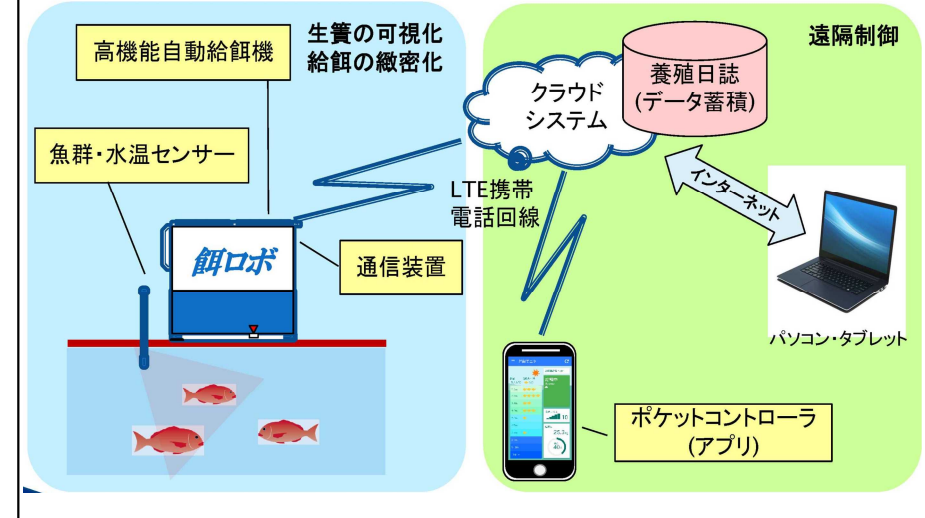 生簀の可視化
給餌の緻密化
高機能自動給餌機
魚群・水温センサー
餌ロボ
通信装置
LTE携帯
電話回線
遠隔制御
クラウド
システム
養殖日誌
(データ蓄積)
インターネット
パソコン・タブレット
ポケットコントローラ
(アプリ)
10